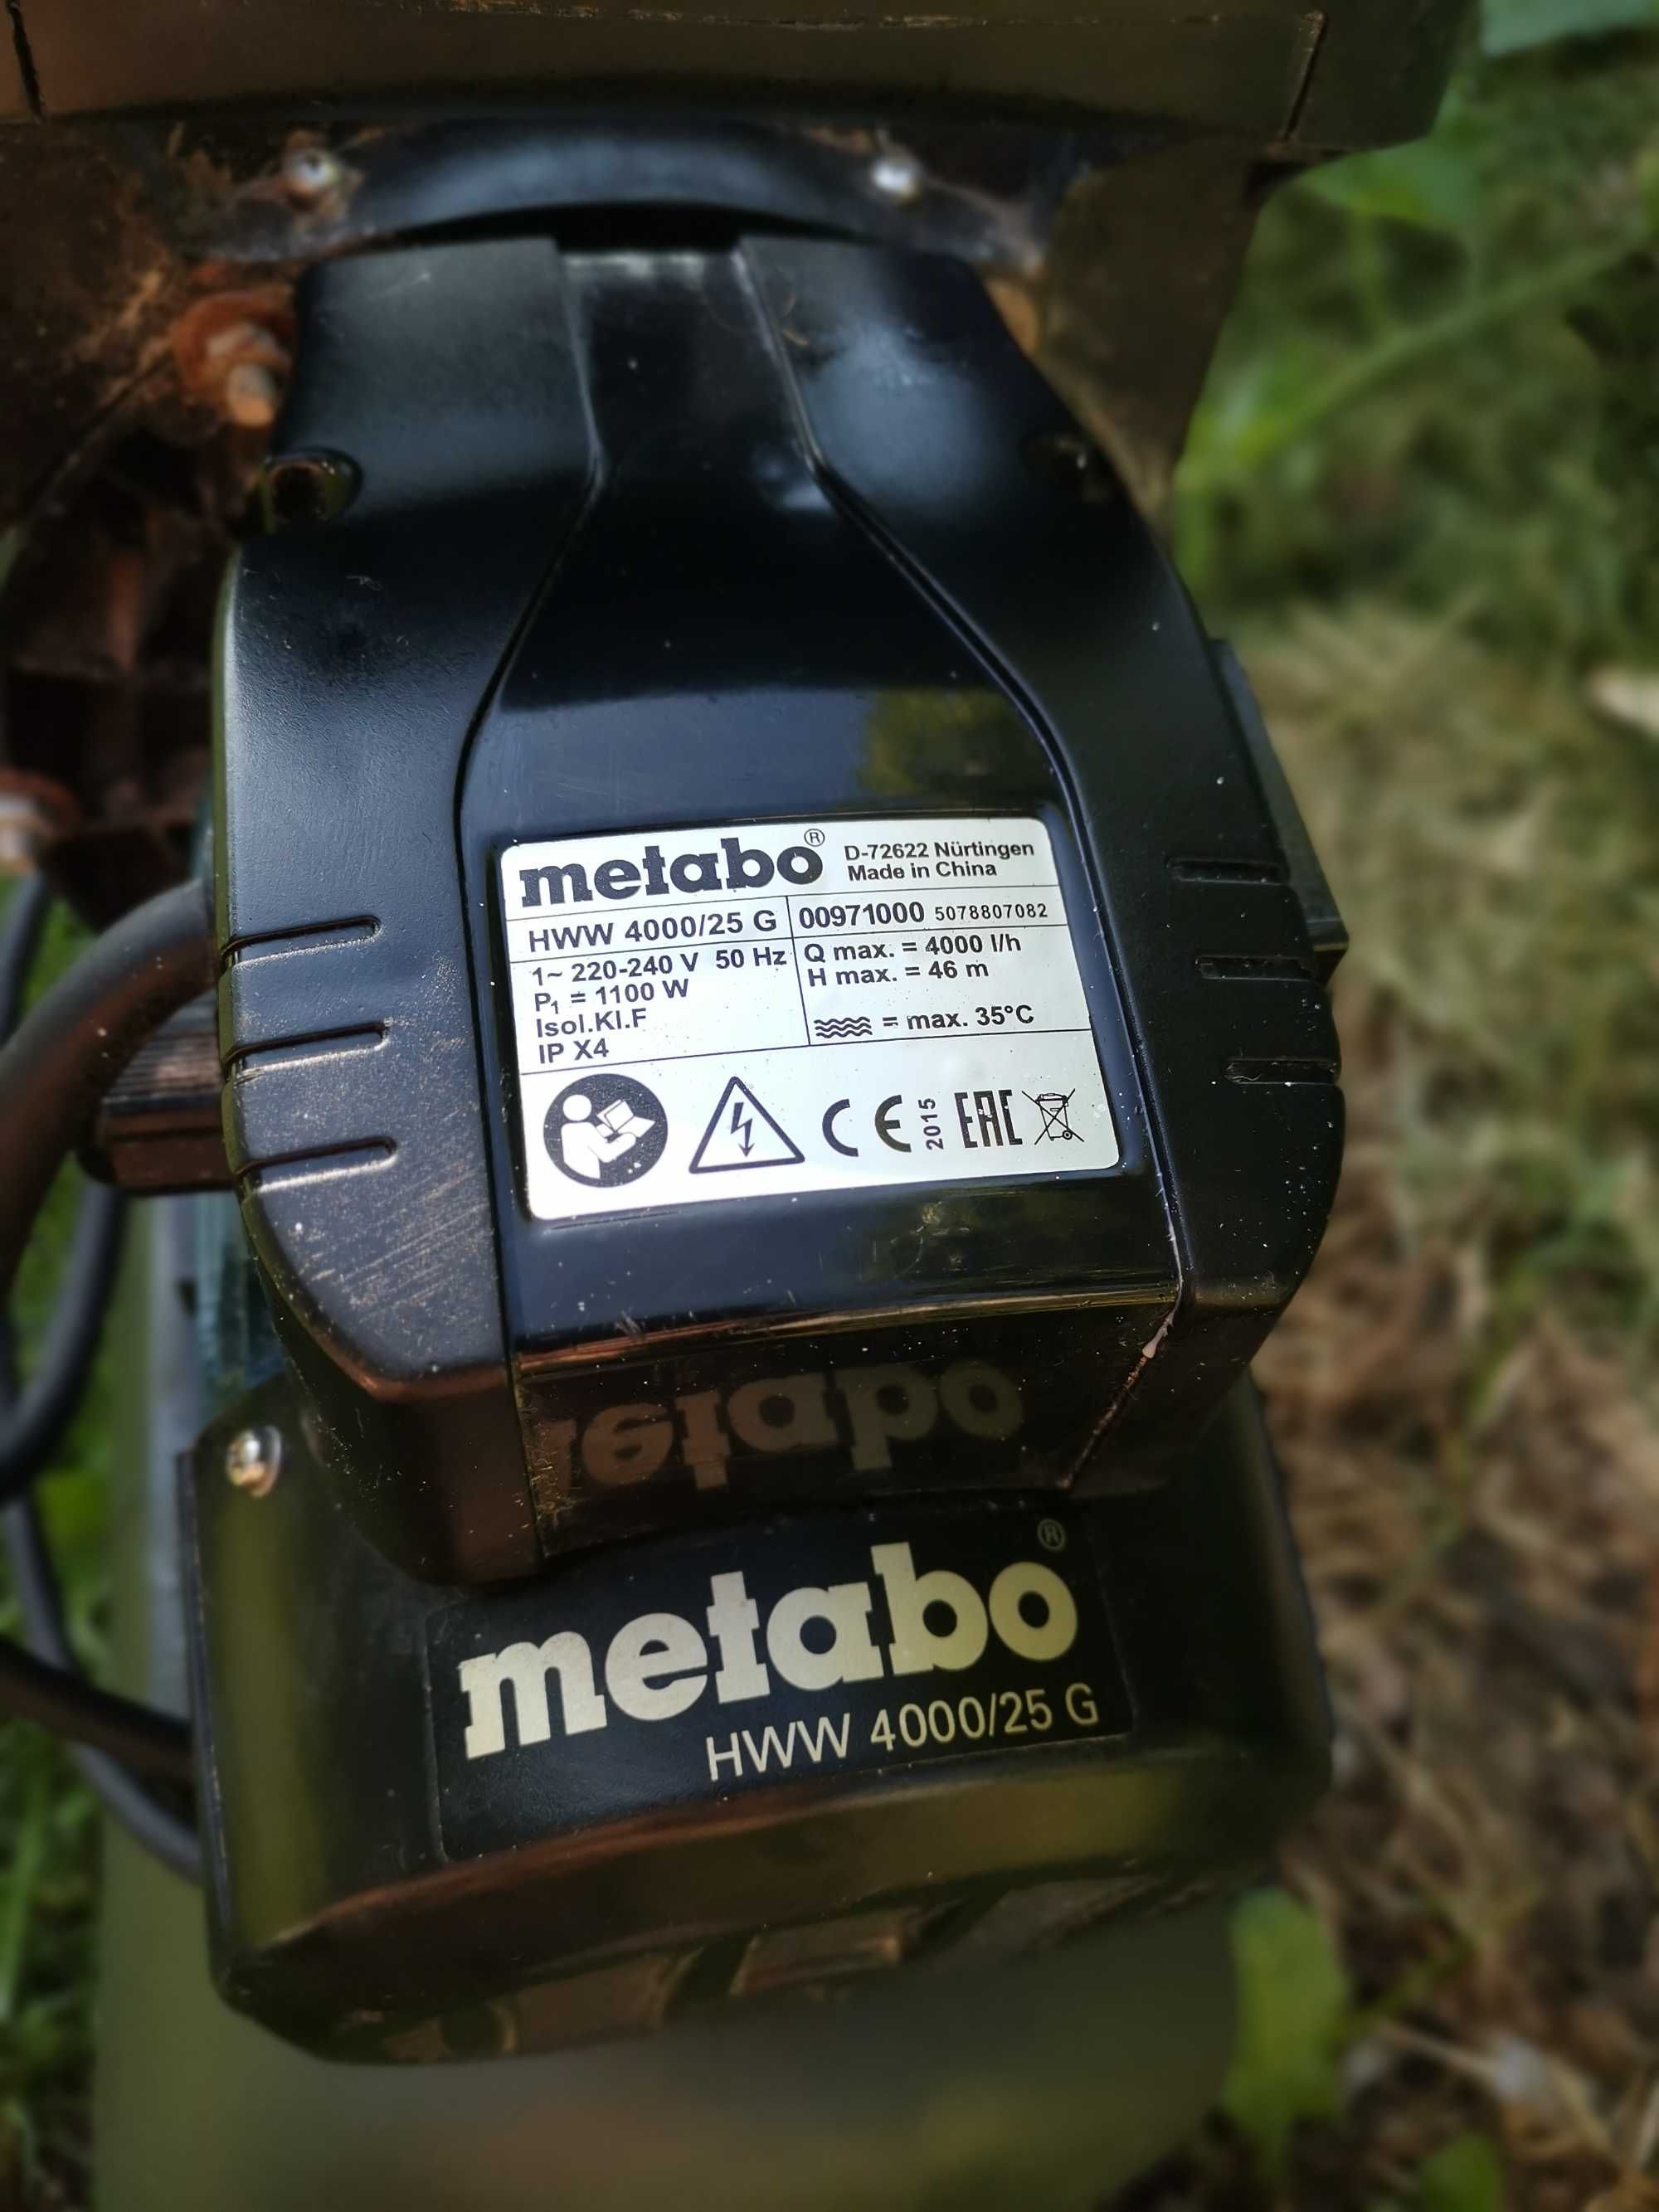 metabo® D-72622 Nürtingen
Made in China
HWW 4000/25 G 00971000 5078807082
1~ 220-240 V 50 Hz Q max. = 4000 l/h
P₁ = 1100 W H max. = 46 m
Isol.Kl.F = max. 35°C
IP X4
CE 2015 EAC
metabo®
HWW 4000/25 G